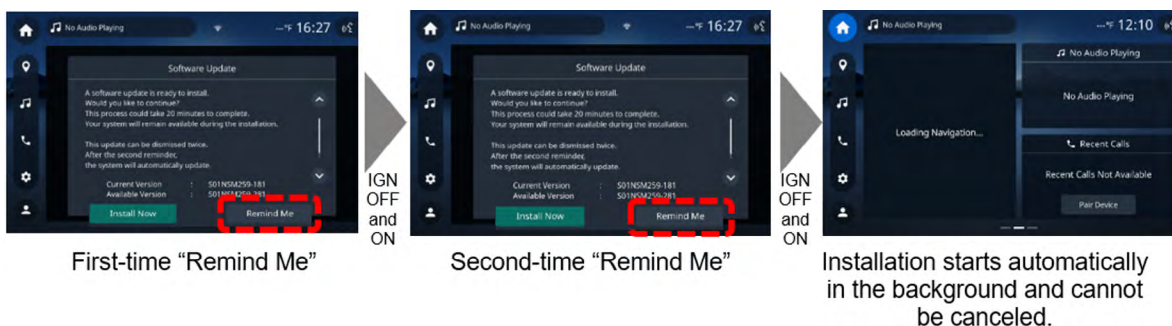 No Audio Playing
---°F 16:27
Software Update
A software update is ready to install.
Would you like to continue?
This process could take 20 minutes to complete.
Your system will remain available during the installation.
This update can be dismissed twice.
After the second reminder,
the system will automatically update.
Current Version : S01NSM259-181
Available Version : S01NSM259-281
Install Now Remind Me
First-time “Remind Me”
IGN
OFF
and
ON
No Audio Playing
---°F 16:27
Software Update
A software update is ready to install.
Would you like to continue?
This process could take 20 minutes to complete.
Your system will remain available during the installation.
This update can be dismissed twice.
After the second reminder,
the system will automatically update.
Current Version : S01NSM259-181
Available Version : S01NSM259-281
Install Now Remind Me
Second-time “Remind Me”
IGN
OFF
and
ON
No Audio Playing
---°F 12:10
No Audio Playing
No Audio Playing
Loading Navigation...
Recent Calls
Recent Calls Not Available
Pair Device
Installation starts automatically
in the background and cannot
be canceled.